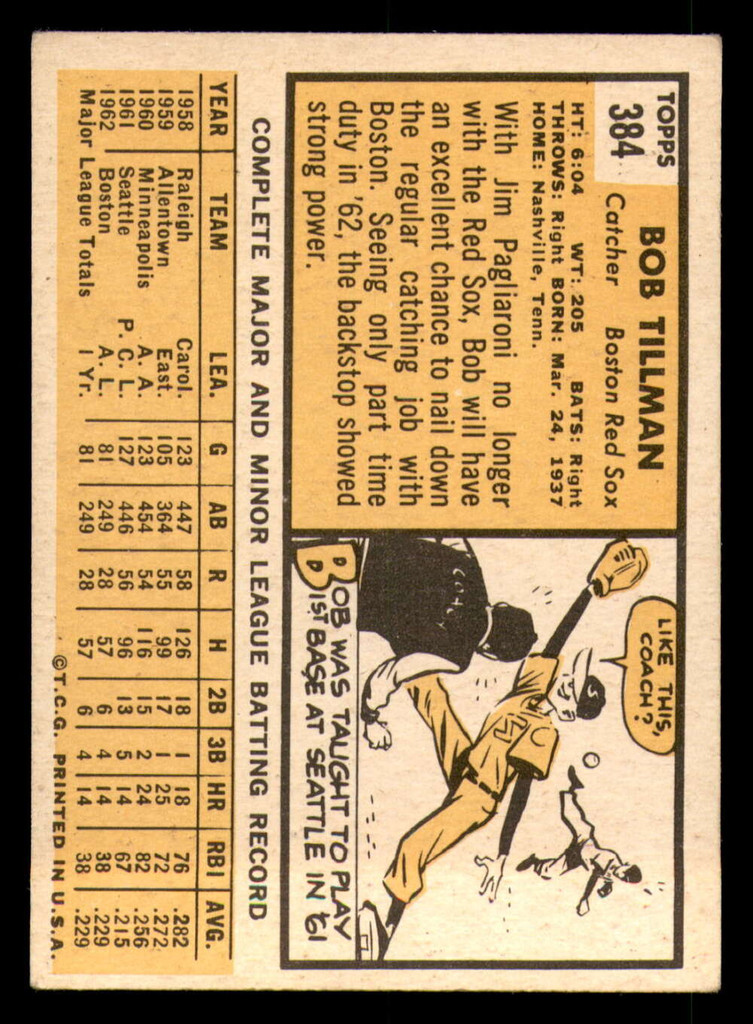 TOPPS
384
BOB TILLMAN
Catcher Boston Red Sox
HT: 6:04 WT: 205 BATS: Right
THROWS: Right BORN: Mar. 24, 1937
HOME: Nashville, Tenn.
With Jim Pagliaroni no longer
with the Red Sox, Bob will have
an excellent chance to nail down
the regular catching job with
Boston. Seeing only part time
duty in '62, the backstop showed
strong power.
LIKE THIS,
COACH?
COACH
S
BOB WAS TAUGHT TO PLAY
1ST BASE AT SEATTLE IN '61
COMPLETE MAJOR AND MINOR LEAGUE BATTING RECORD
YEAR TEAM LEA. G AB R H 2B 3B HR RBI AVG.
1958 Raleigh Carol. 123 447 58 126 18 1 18 76 .282
1959 Allentown East. 105 364 55 99 17 1 25 72 .272
1960 Minneapolis A. A. 123 454 54 116 15 2 24 82 .256
1961 Seattle P. C. L. 127 446 56 96 13 5 14 67 .215
1962 Boston A. L. 81 249 28 57 6 4 14 38 .229
Major League Totals 1 Yr. 81 249 28 57 6 4 14 38 .229
©T.C.G. PRINTED IN U.S.A.